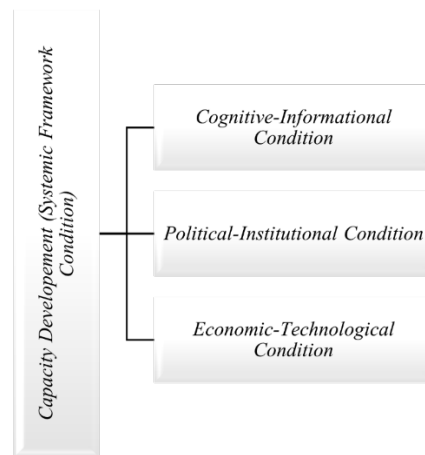 Capacity Developement (Systemic Framework
Condition)
Cognitive-Informational
Condition
Political-Institutional Condition
Economic-Technological
Condition